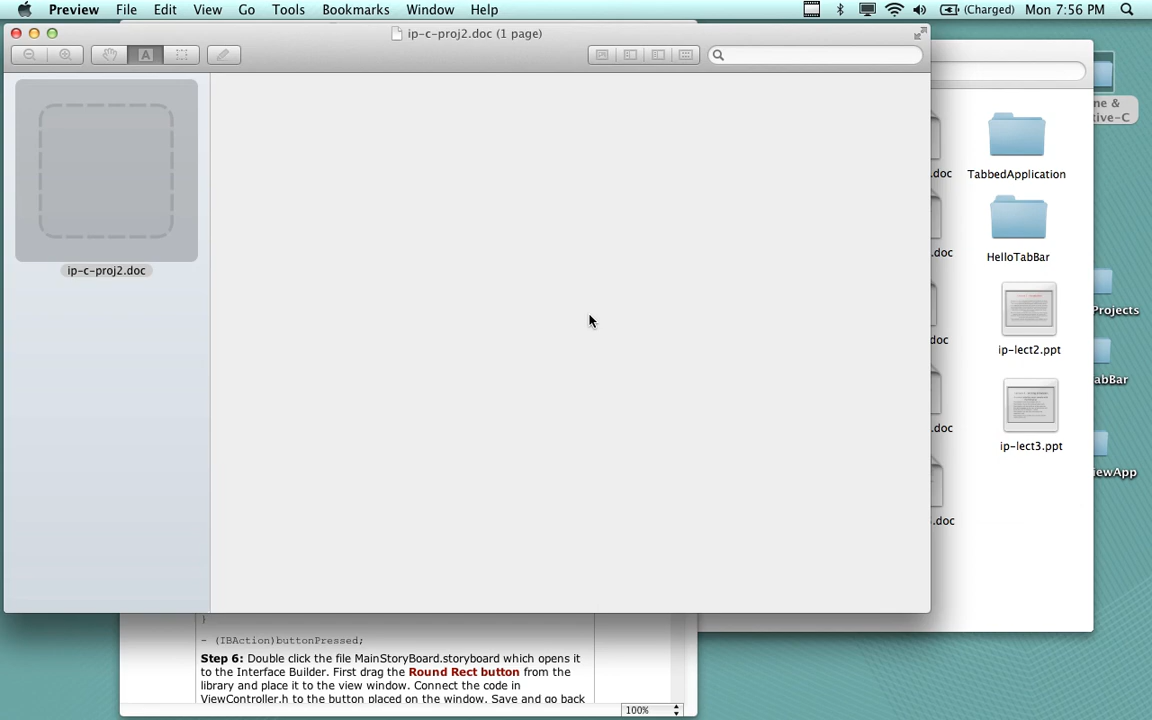 Preview File Edit View Go Tools Bookmarks Window Help (Charged) Mon 7:56 PM
ip-c-proj2.doc (1 page)
ip-c-proj2.doc
ne &
tive-C
.doc
TabbedApplication
.doc
HelloTabBar
Projects
.doc
ip-lect2.ppt
abBar
.doc
ip-lect3.ppt
iewApp
.doc
}
- (IBAction)buttonPressed;
Step 6: Double click the file MainStoryBoard.storyboard which opens it
to the Interface Builder. First drag the Round Rect button from the
library and place it to the view window. Connect the code in
ViewController.h to the button placed on the window. Save and go back
100%